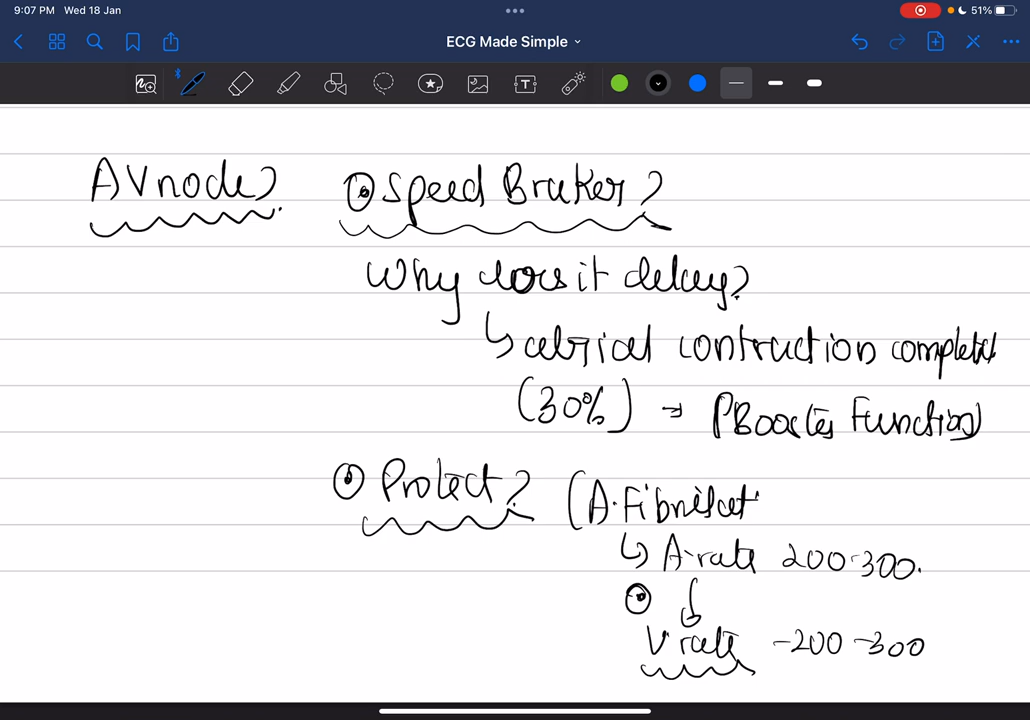 9:07 PM Wed 18 Jan
51%
ECG Made Simple
AV node?
Speed Braker?
Why does it delay?
atrial contraction complete
(30%) → Booster Function)
Protect? (A.Fibrillat
A-rate 200-300.
V rate -200-300